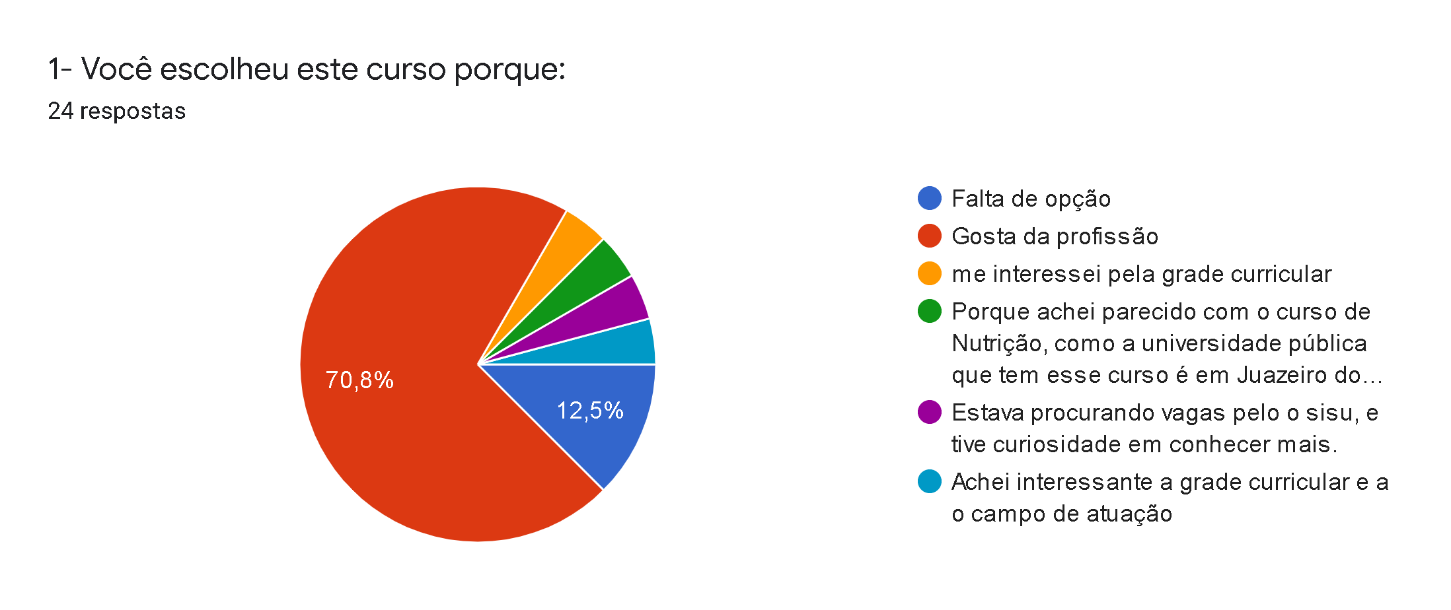 1- Você escolheu este curso porque:
24 respostas
70,8%
12,5%
Falta de opção
Gosta da profissão
me interessei pela grade curricular
Porque achei parecido com o curso de
Nutrição, como a universidade pública
que tem esse curso é em Juazeiro do...
Estava procurando vagas pelo o sisu, e
tive curiosidade em conhecer mais.
Achei interessante a grade curricular e a
o campo de atuação